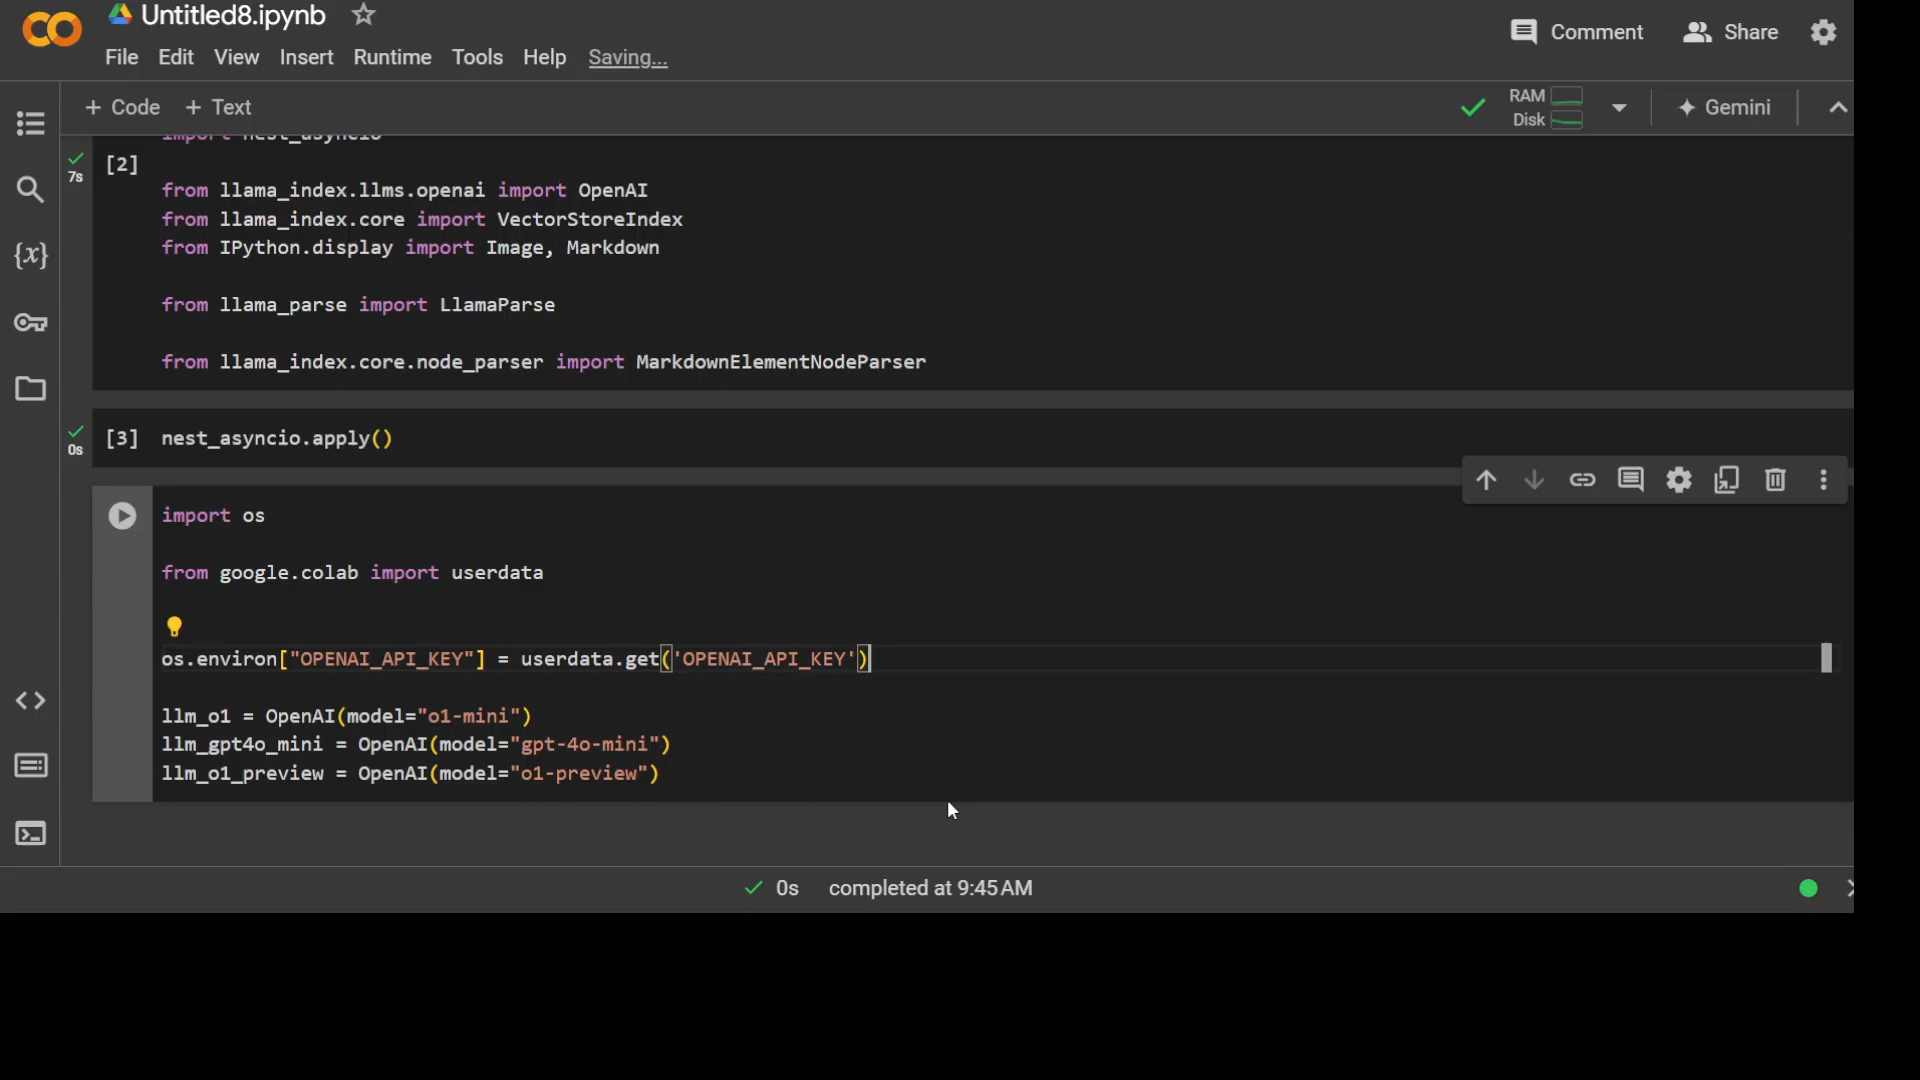 Untitled8.ipynb
File Edit View Insert Runtime Tools Help Saving...
Comment
Share
+ Code + Text
RAM
Disk
Gemini
import nest_asyncio
[2]
7s
from llama_index.llms.openai import OpenAI
from llama_index.core import VectorStoreIndex
from IPython.display import Image, Markdown
from llama_parse import LlamaParse
from llama_index.core.node_parser import MarkdownElementNodeParser
0s
[3] nest_asyncio.apply()
{x}
import os
from google.colab import userdata
os.environ["OPENAI_API_KEY"] = userdata.get('OPENAI_API_KEY')
llm_o1 = OpenAI(model="o1-mini")
llm_gpt4o_mini = OpenAI(model="gpt-4o-mini")
llm_o1_preview = OpenAI(model="o1-preview")
0s completed at 9:45 AM